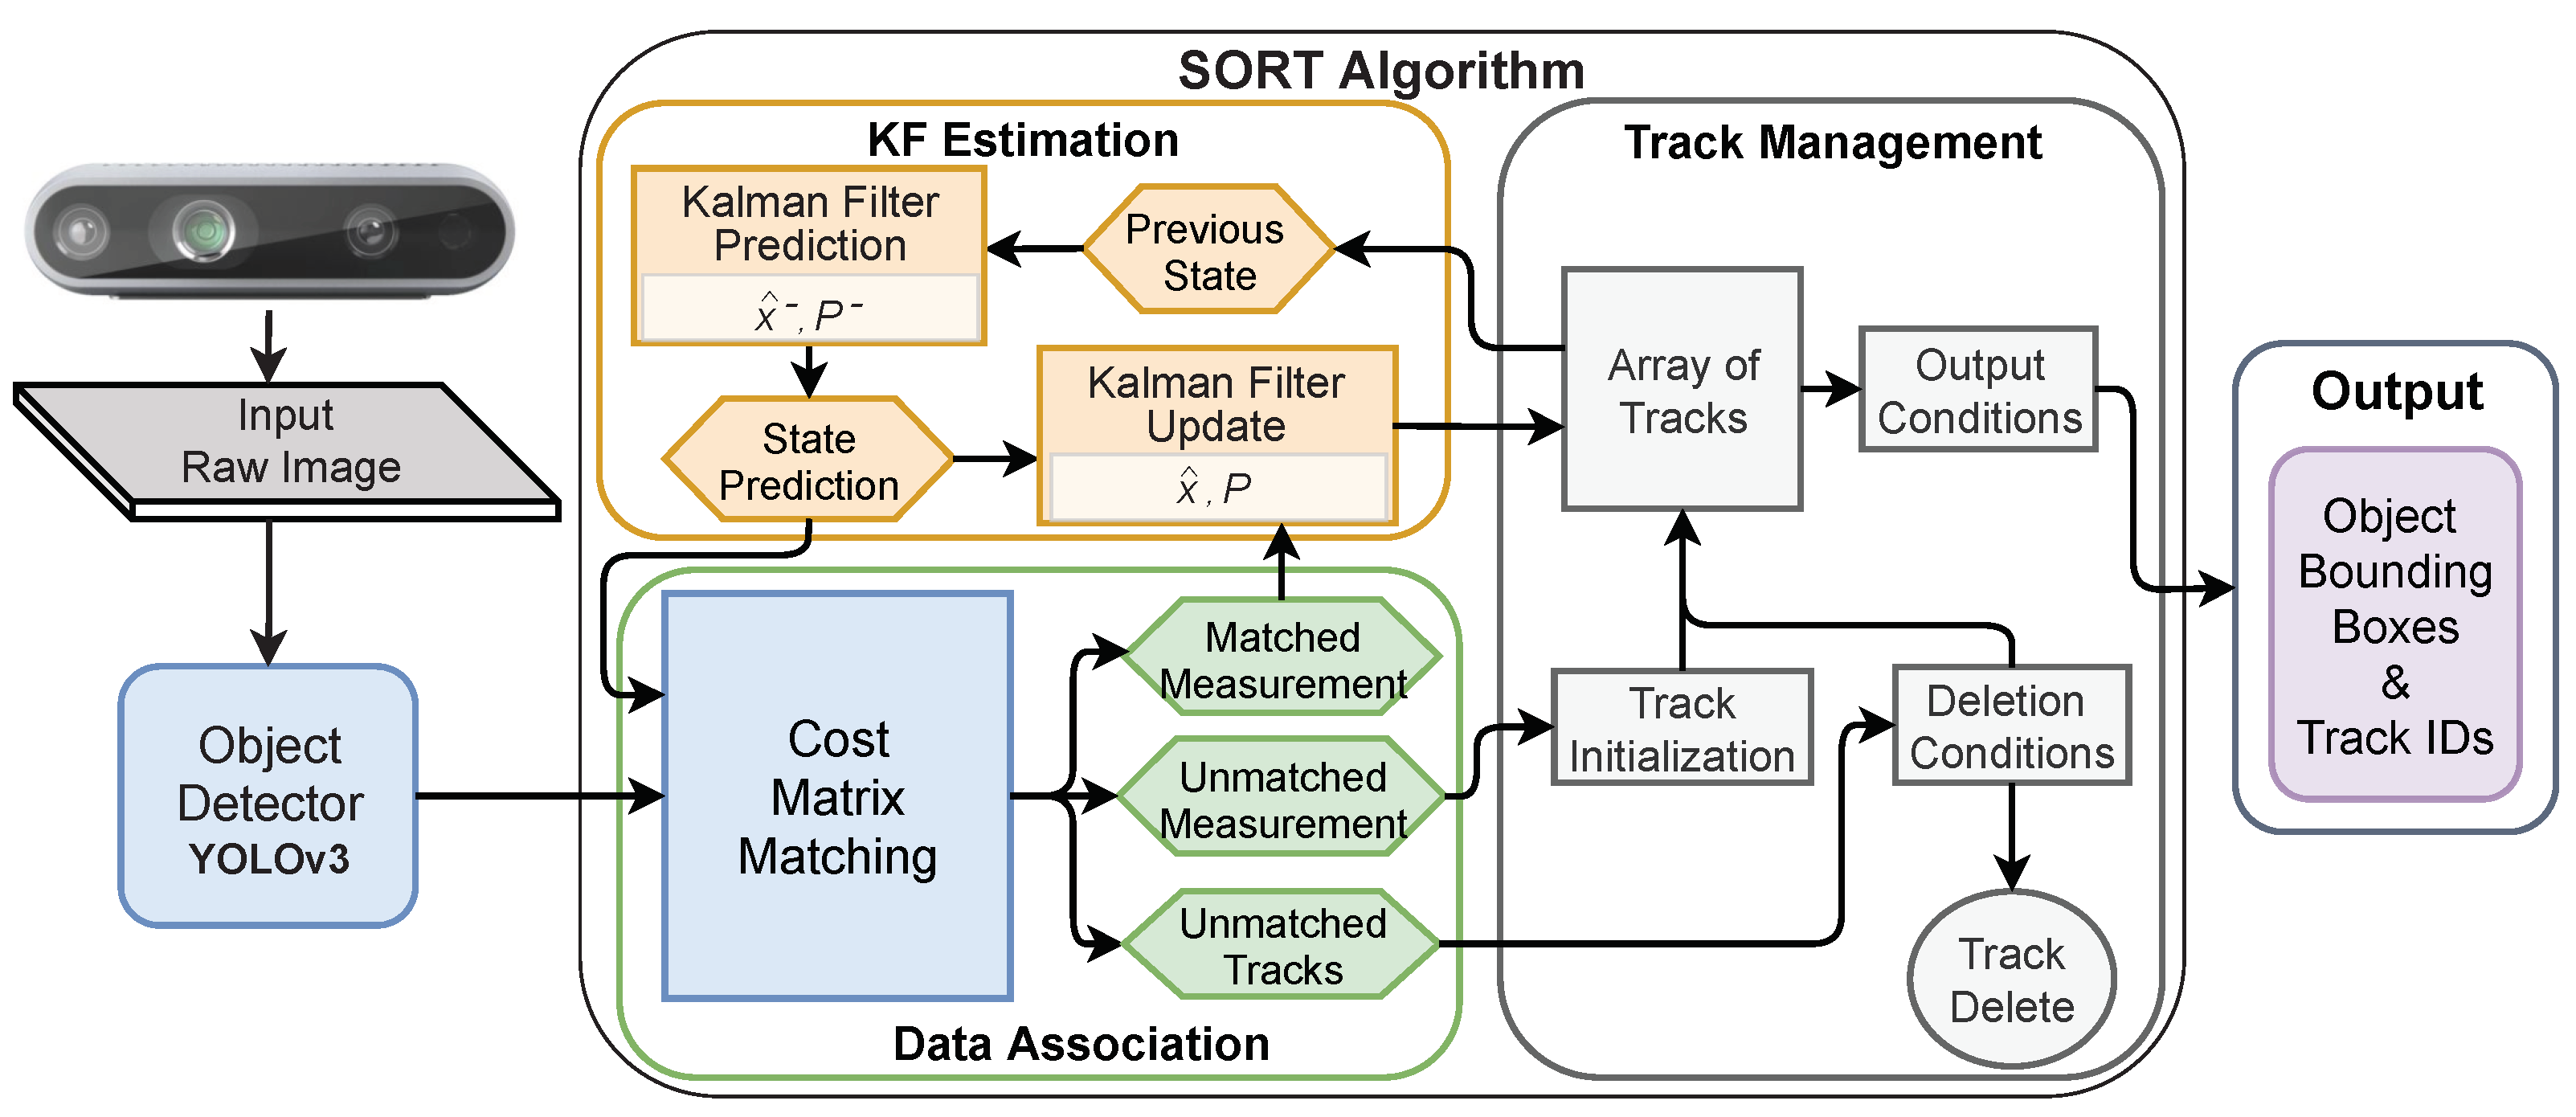 SORT Algorithm
KF Estimation
Kalman Filter
Prediction
x̂⁻, P⁻
Previous
State
State
Prediction
Kalman Filter
Update
x̂, P
Track Management
Array of
Tracks
Output
Conditions
Track
Initialization
Deletion
Conditions
Track
Delete
Input
Raw Image
Object
Detector
YOLOv3
Cost
Matrix
Matching
Matched
Measurement
Unmatched
Measurement
Unmatched
Tracks
Data Association
Output
Object
Bounding
Boxes
&
Track IDs